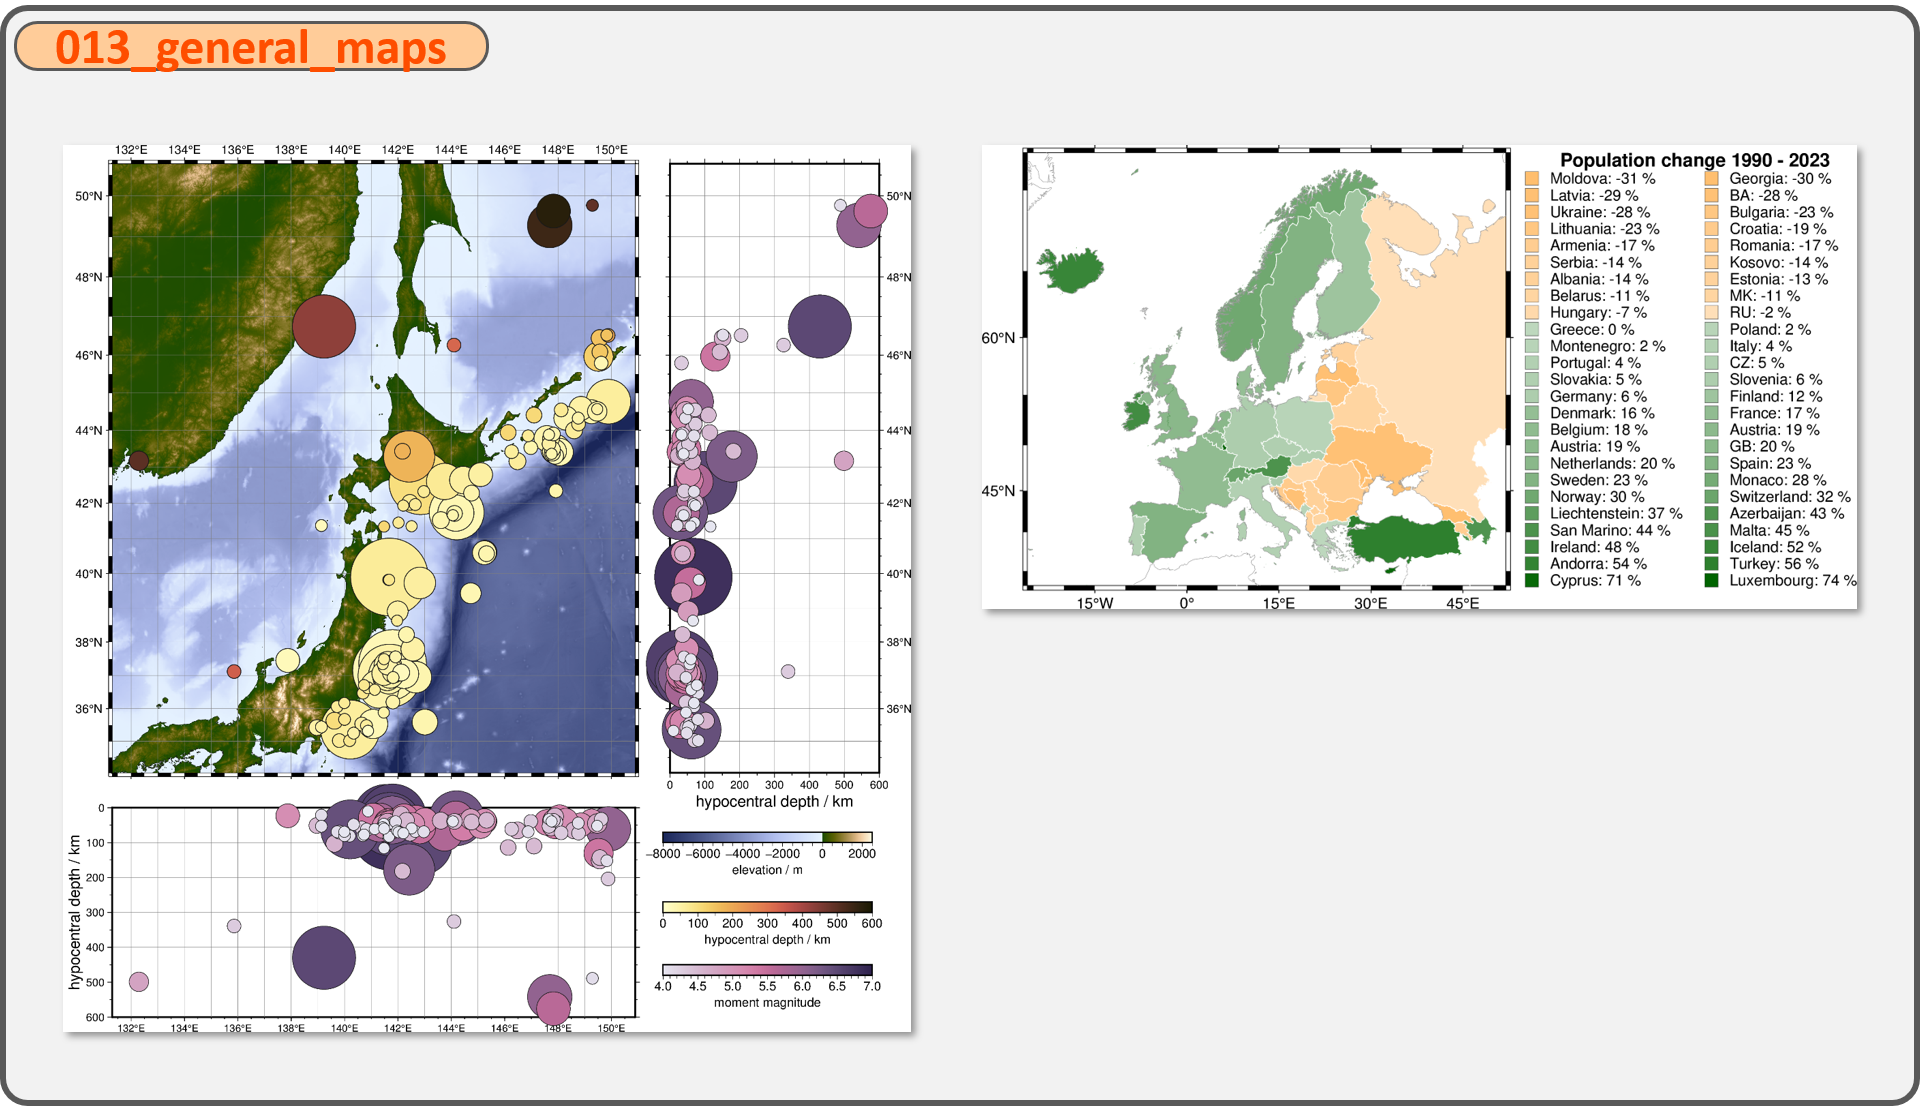 013_general_maps
132°E 134°E 136°E 138°E 140°E 142°E 144°E 146°E 148°E 150°E
50°N
48°N
46°N
44°N
42°N
40°N
38°N
36°N
50°N
48°N
46°N
44°N
42°N
40°N
38°N
36°N
0 100 200 300 400 500 600
hypocentral depth / km
0
100
200
300
400
500
600
hypocentral depth / km
132°E 134°E 136°E 138°E 140°E 142°E 144°E 146°E 148°E 150°E
−8000 −6000 −4000 −2000 0 2000
elevation / m
0 100 200 300 400 500 600
hypocentral depth / km
4.0 4.5 5.0 5.5 6.0 6.5 7.0
moment magnitude
60°N
45°N
15°W 0° 15°E 30°E 45°E
Population change 1990 - 2023
Moldova: -31 % Georgia: -30 %
Latvia: -29 % BA: -28 %
Ukraine: -28 % Bulgaria: -23 %
Lithuania: -23 % Croatia: -19 %
Armenia: -17 % Romania: -17 %
Serbia: -14 % Kosovo: -14 %
Albania: -14 % Estonia: -13 %
Belarus: -11 % MK: -11 %
Hungary: -7 % RU: -2 %
Greece: 0 % Poland: 2 %
Montenegro: 2 % Italy: 4 %
Portugal: 4 % CZ: 5 %
Slovakia: 5 % Slovenia: 6 %
Germany: 6 % Finland: 12 %
Denmark: 16 % France: 17 %
Belgium: 18 % Austria: 19 %
Austria: 19 % GB: 20 %
Netherlands: 20 % Spain: 23 %
Sweden: 23 % Monaco: 28 %
Norway: 30 % Switzerland: 32 %
Liechtenstein: 37 % Azerbaijan: 43 %
San Marino: 44 % Malta: 45 %
Ireland: 48 % Iceland: 52 %
Andorra: 54 % Turkey: 56 %
Cyprus: 71 % Luxembourg: 74 %